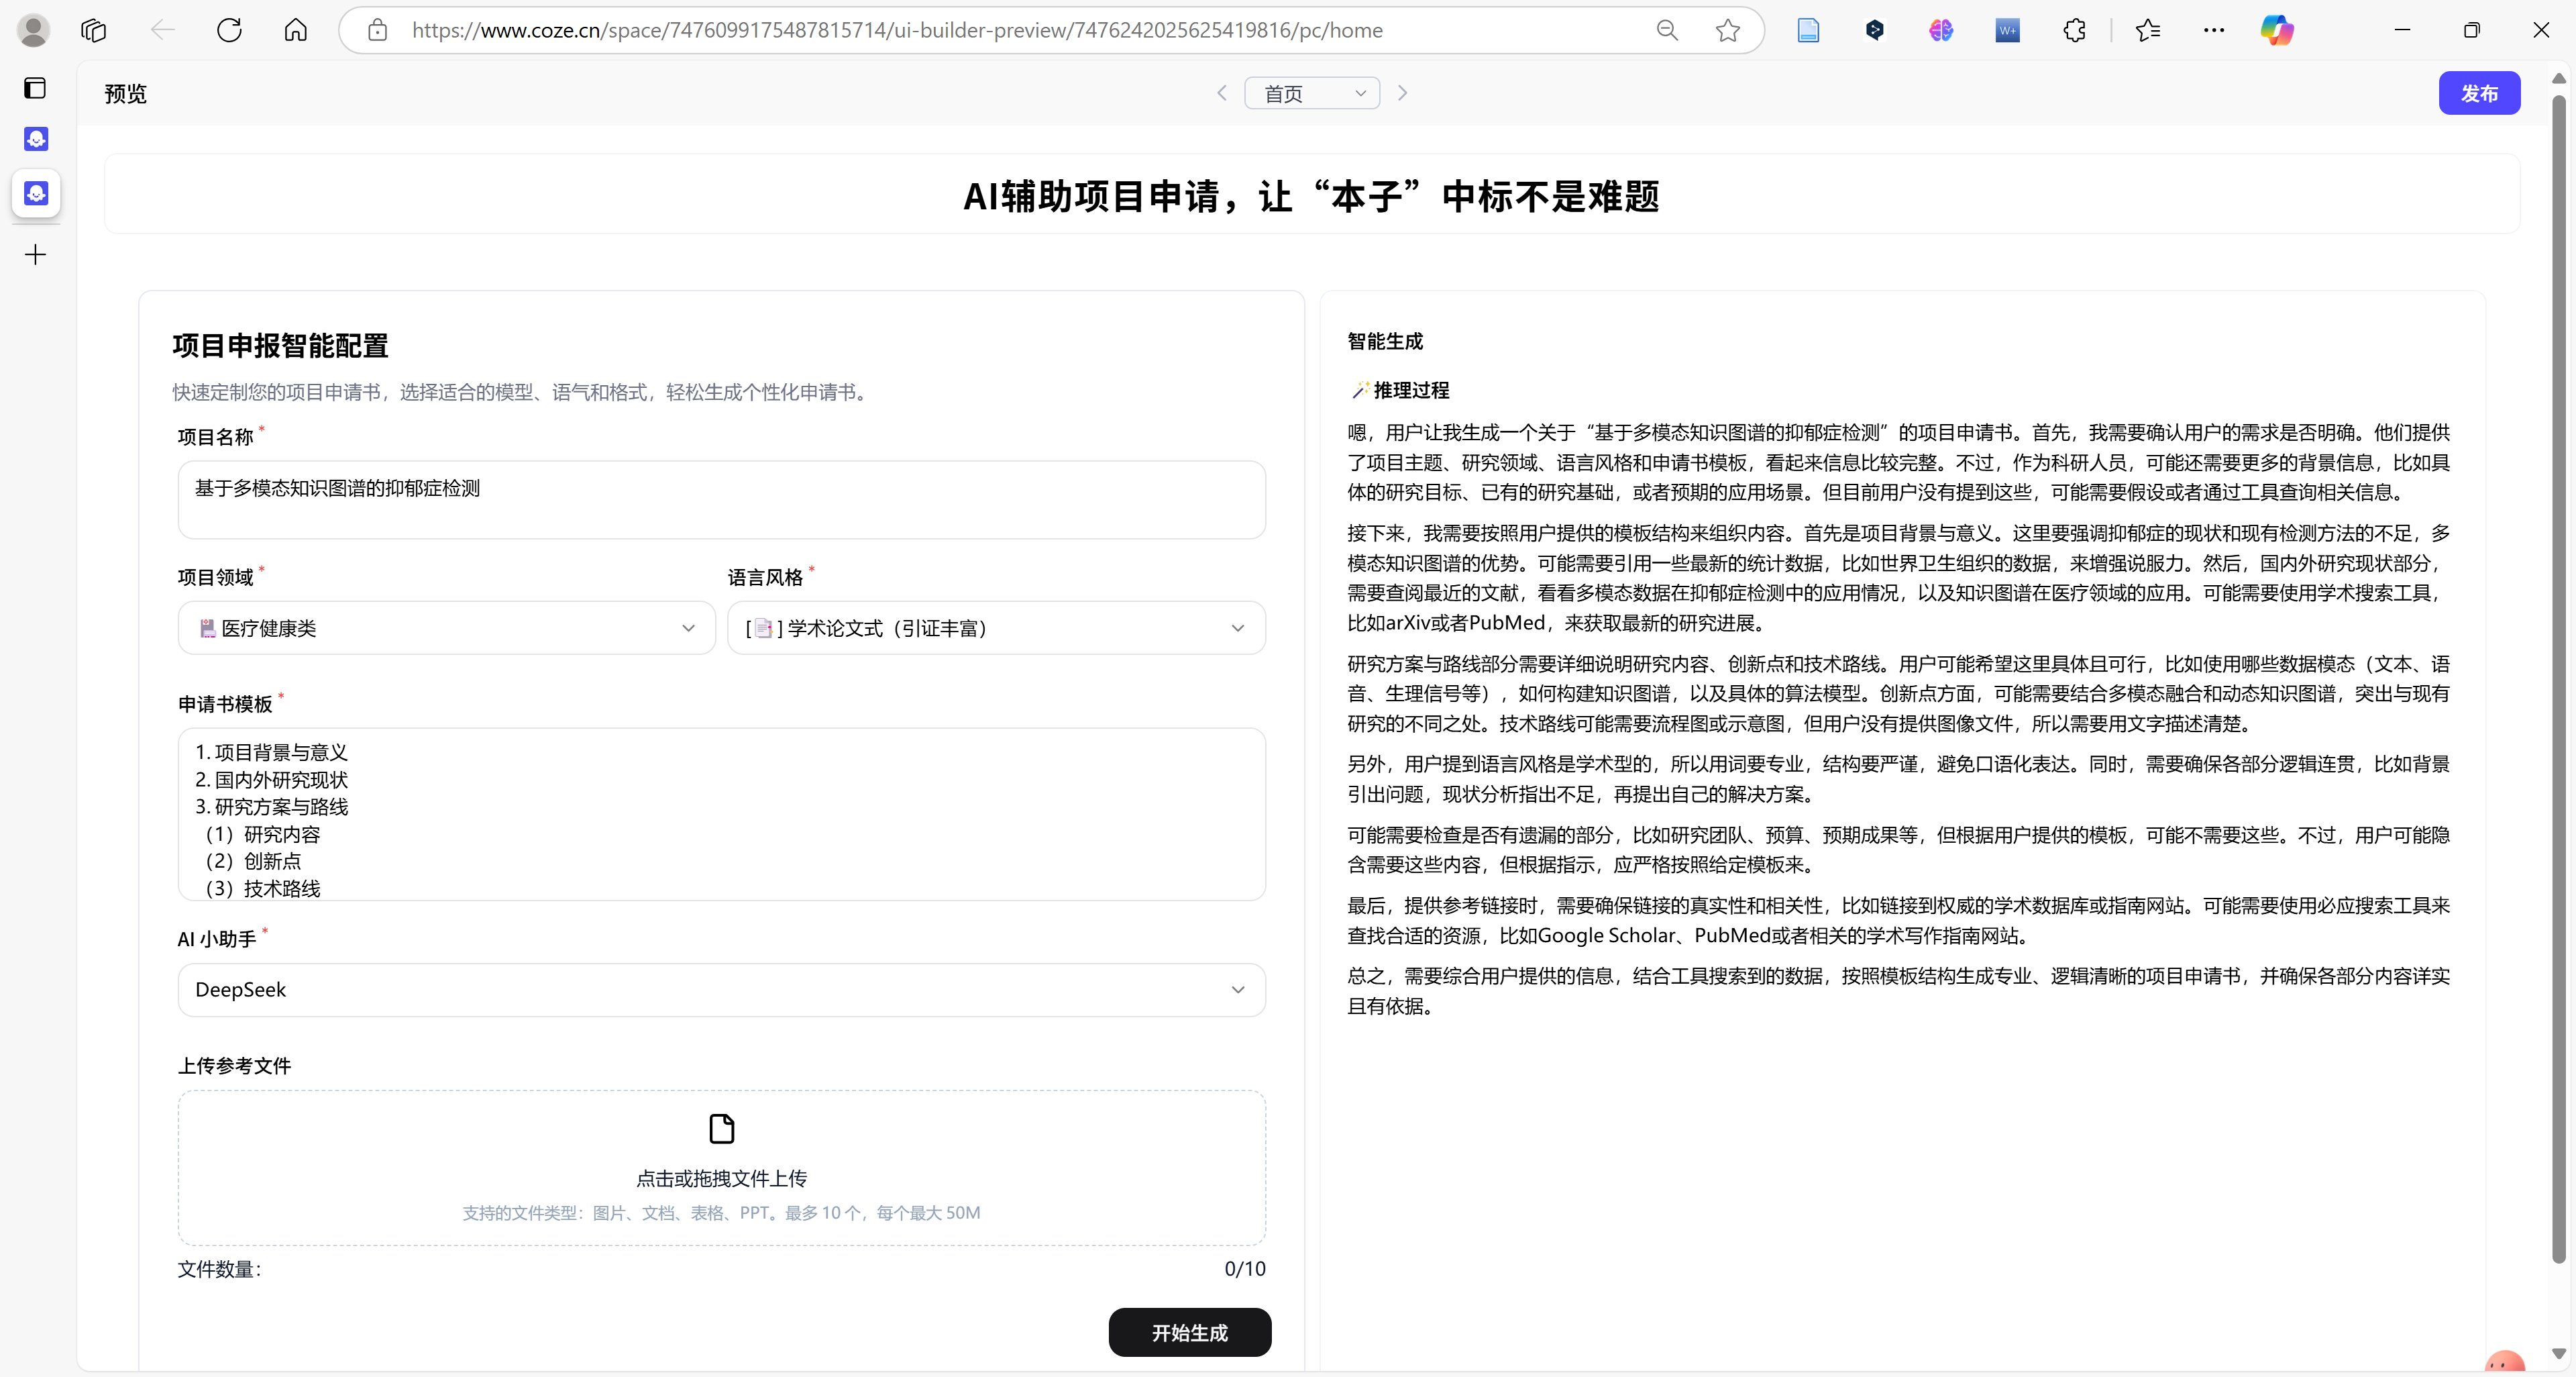 https://www.coze.cn/space/7476099175487815714/ui-builder-preview/7476242025625419816/pc/home
W+
预览
首页
发布
AI辅助项目申请，让“本子”中标不是难题
项目申报智能配置
快速定制您的项目申请书，选择适合的模型、语气和格式，轻松生成个性化申请书。
项目名称 *
基于多模态知识图谱的抑郁症检测
项目领域 *
语言风格 *
医疗健康类
[📑] 学术论文式（引证丰富）
申请书模板 *
1. 项目背景与意义
2. 国内外研究现状
3. 研究方案与路线
（1）研究内容
（2）创新点
（3）技术路线
AI 小助手 *
DeepSeek
上传参考文件
点击或拖拽文件上传
支持的文件类型：图片、文档、表格、PPT。最多 10 个，每个最大 50M
文件数量：
0/10
开始生成
智能生成
🪄推理过程
嗯，用户让我生成一个关于“基于多模态知识图谱的抑郁症检测”的项目申请书。首先，我需要确认用户的需求是否明确。他们提供
了项目主题、研究领域、语言风格和申请书模板，看起来信息比较完整。不过，作为科研人员，可能还需要更多的背景信息，比如具
体的研究目标、已有的研究基础，或者预期的应用场景。但目前用户没有提到这些，可能需要假设或者通过工具查询相关信息。
接下来，我需要按照用户提供的模板结构来组织内容。首先是项目背景与意义。这里要强调抑郁症的现状和现有检测方法的不足，多
模态知识图谱的优势。可能需要引用一些最新的统计数据，比如世界卫生组织的数据，来增强说服力。然后，国内外研究现状部分，
需要查阅最近的文献，看看多模态数据在抑郁症检测中的应用情况，以及知识图谱在医疗领域的应用。可能需要使用学术搜索工具，
比如arXiv或者PubMed，来获取最新的研究进展。
研究方案与路线部分需要详细说明研究内容、创新点和技术路线。用户可能希望这里具体且可行，比如使用哪些数据模态（文本、语
音、生理信号等），如何构建知识图谱，以及具体的算法模型。创新点方面，可能需要结合多模态融合和动态知识图谱，突出与现有
研究的不同之处。技术路线可能需要流程图或示意图，但用户没有提供图像文件，所以需要用文字描述清楚。
另外，用户提到语言风格是学术型的，所以用词要专业，结构要严谨，避免口语化表达。同时，需要确保各部分逻辑连贯，比如背景
引出问题，现状分析指出不足，再提出自己的解决方案。
可能需要检查是否有遗漏的部分，比如研究团队、预算、预期成果等，但根据用户提供的模板，可能不需要这些。不过，用户可能隐
含需要这些内容，但根据指示，应严格按照给定模板来。
最后，提供参考链接时，需要确保链接的真实性和相关性，比如链接到权威的学术数据库或指南网站。可能需要使用必应搜索工具来
查找合适的资源，比如Google Scholar、PubMed或者相关的学术写作指南网站。
总之，需要综合用户提供的信息，结合工具搜索到的数据，按照模板结构生成专业、逻辑清晰的项目申请书，并确保各部分内容详实
且有依据。